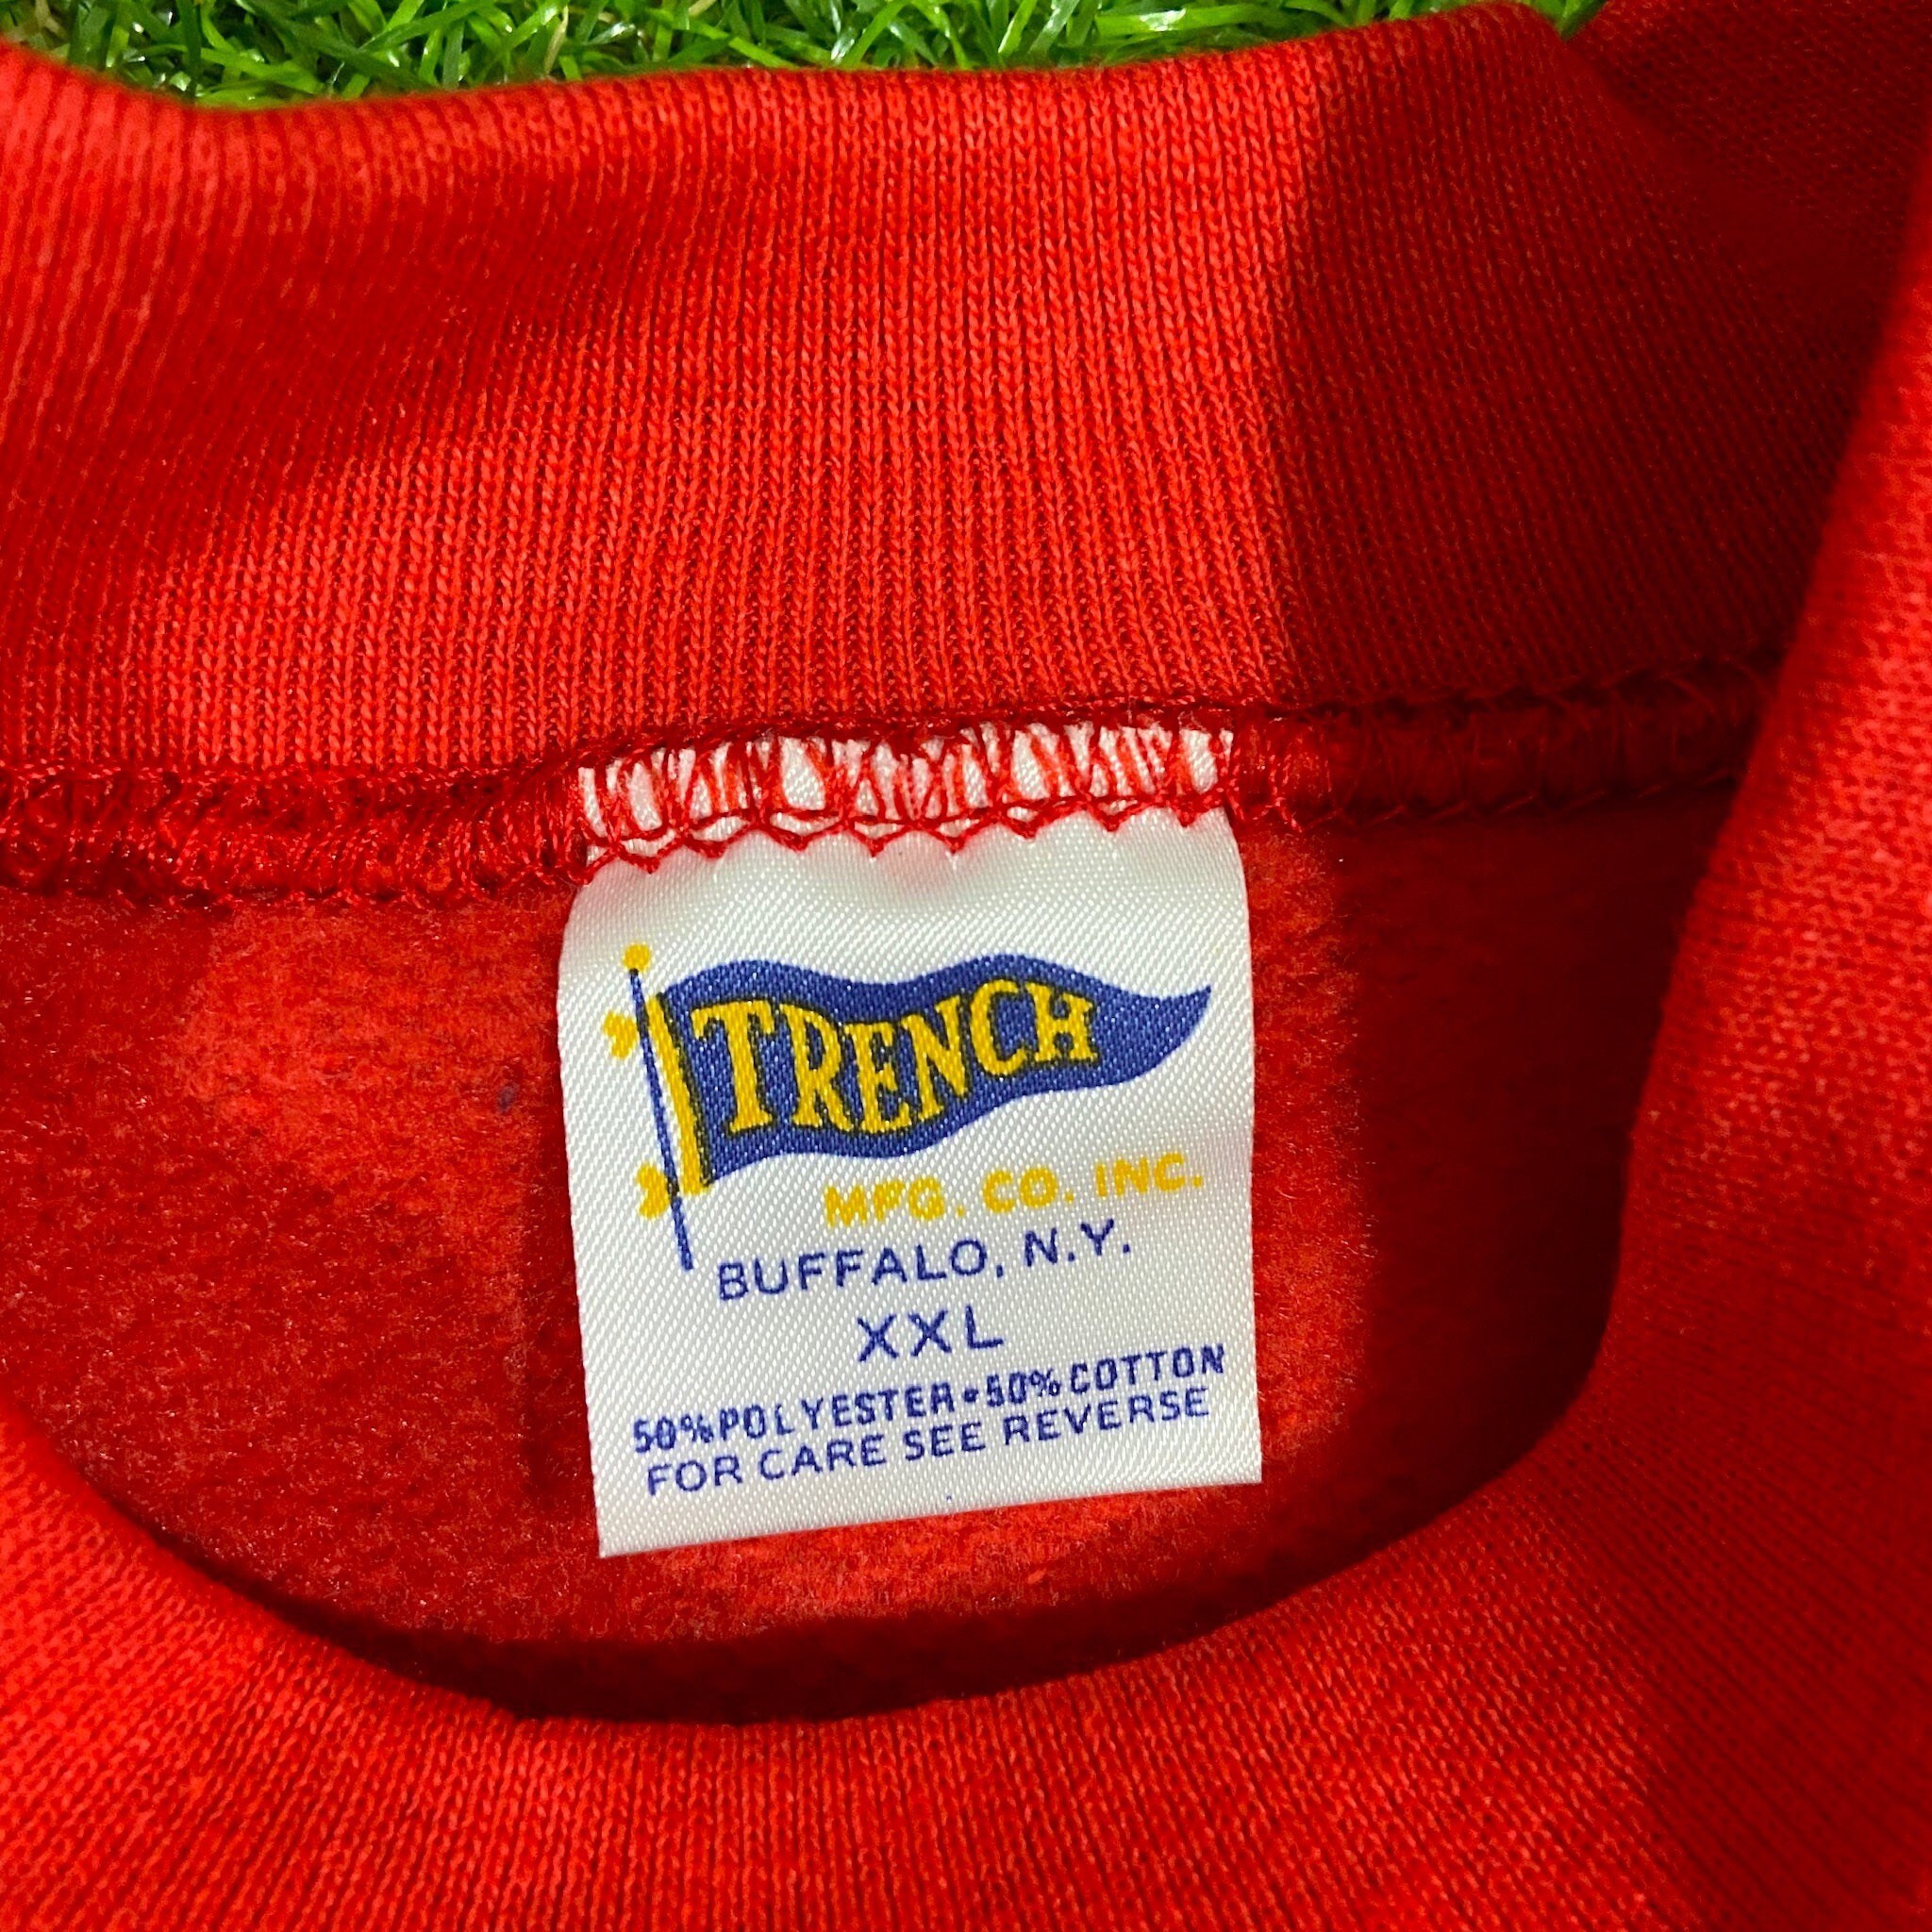 TRENCH
MFG. CO. INC.
BUFFALO, N.Y.
XXL
50% POLYESTER • 50% COTTON
FOR CARE SEE REVERSE